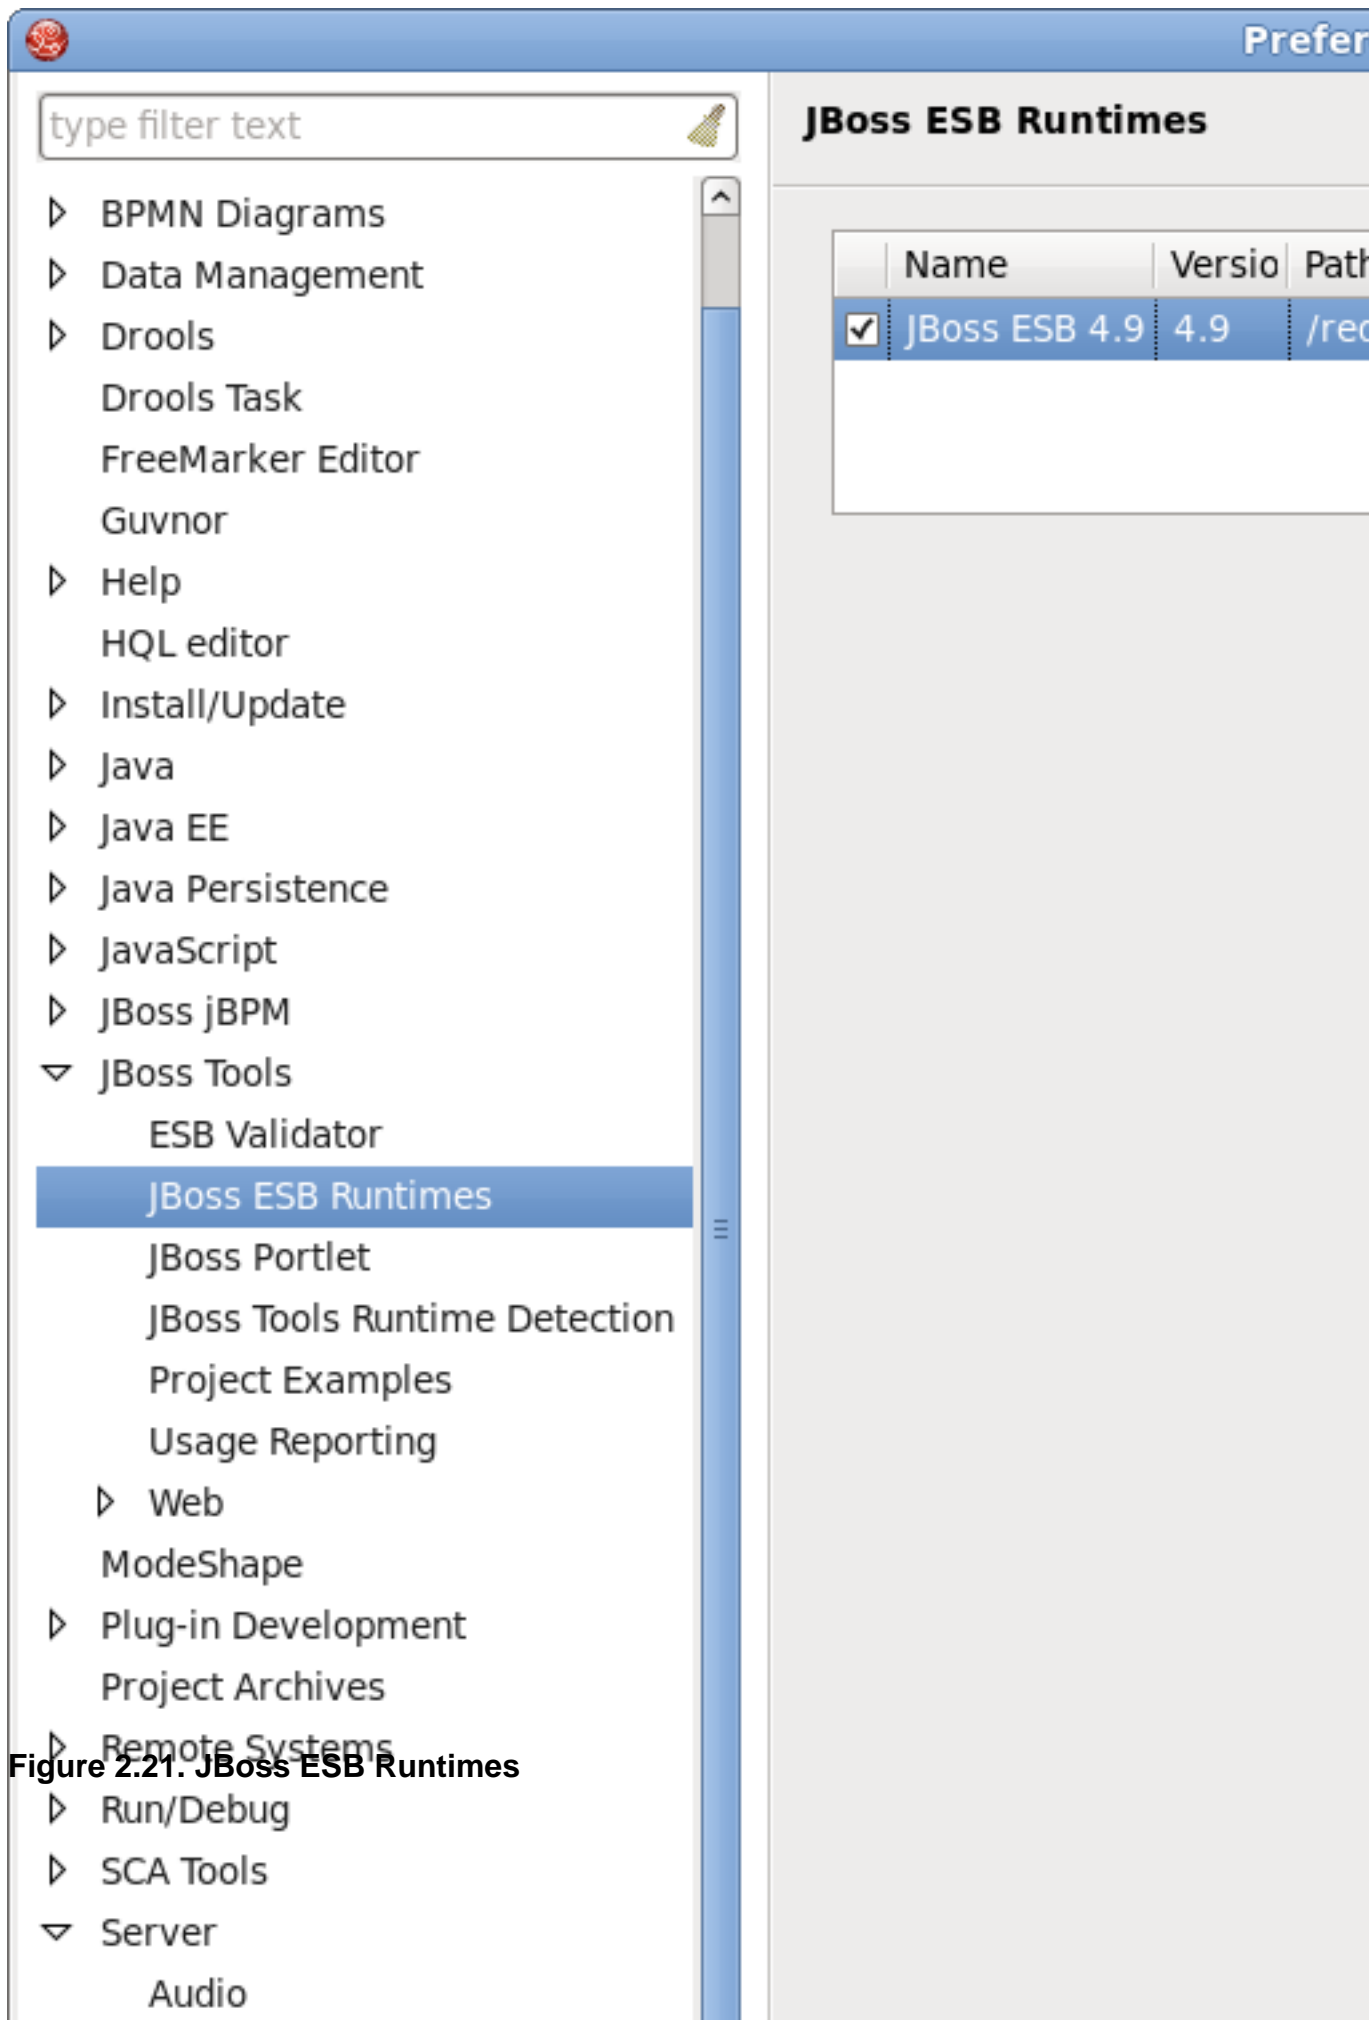 Prefer
type filter text
JBoss ESB Runtimes
BPMN Diagrams
Data Management
Drools
Drools Task
FreeMarker Editor
Guvnor
Help
HQL editor
Install/Update
Java
Java EE
Java Persistence
JavaScript
JBoss jBPM
JBoss Tools
ESB Validator
JBoss ESB Runtimes
JBoss Portlet
JBoss Tools Runtime Detection
Project Examples
Usage Reporting
Web
ModeShape
Plug-in Development
Project Archives
Remote Systems
Figure 2.21. JBoss ESB Runtimes
Run/Debug
SCA Tools
Server
Audio
Name Versio Path
JBoss ESB 4.9 4.9 /red